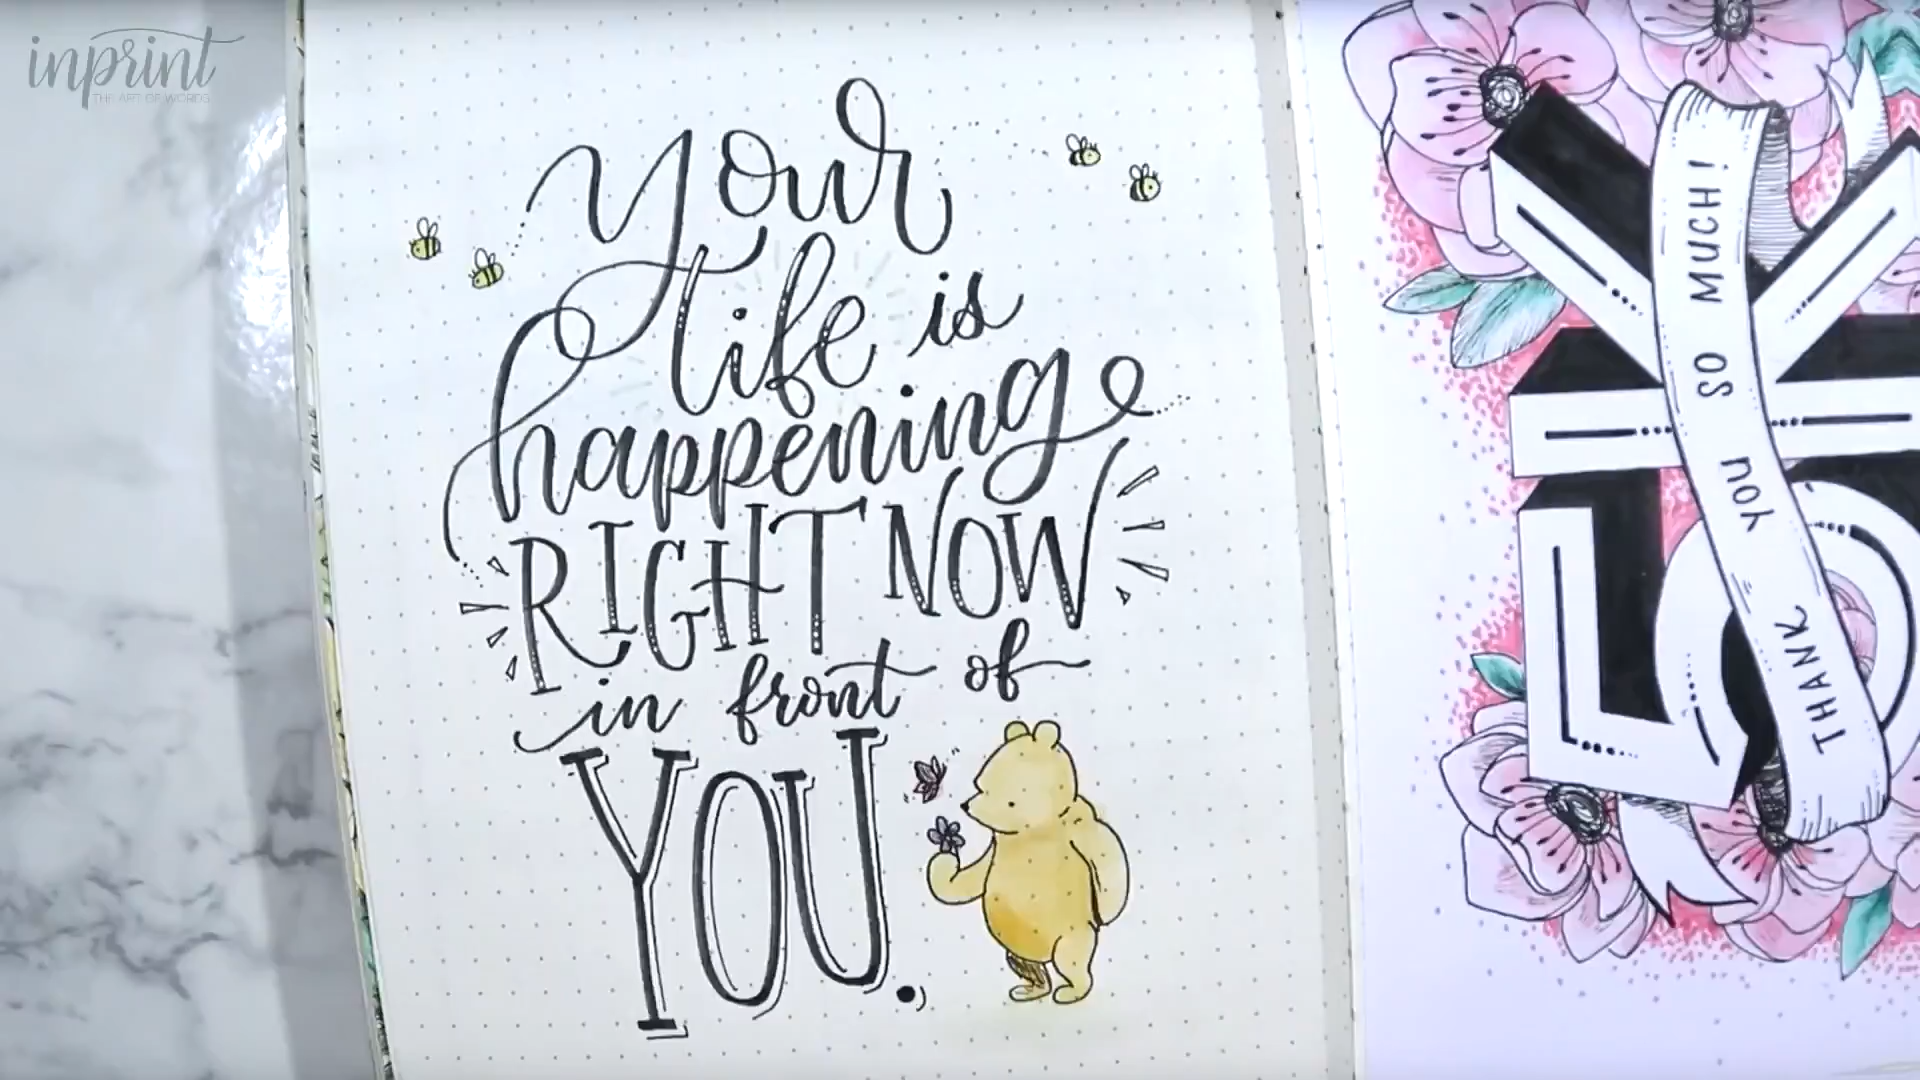 inprint
THE ART OF WORDS
Your
life is
happening
RIGHT NOW
in front of
YOU.
THANK YOU SO MUCH!
5K